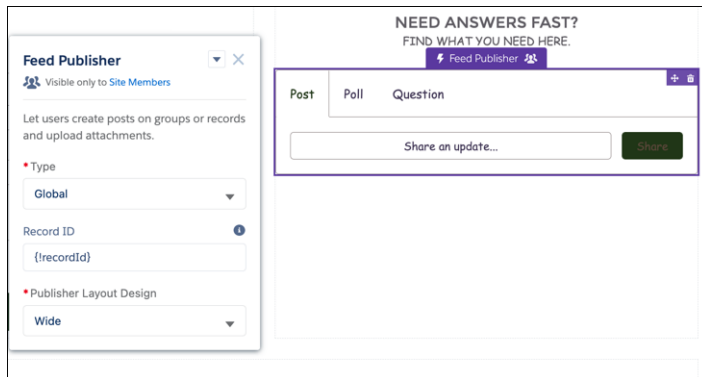 Feed Publisher
Visible only to Site Members
Let users create posts on groups or records
and upload attachments.
* Type
Global
Record ID
{!recordId}
* Publisher Layout Design
Wide
NEED ANSWERS FAST?
FIND WHAT YOU NEED HERE.
Feed Publisher
Post Poll Question
Share an update... Share